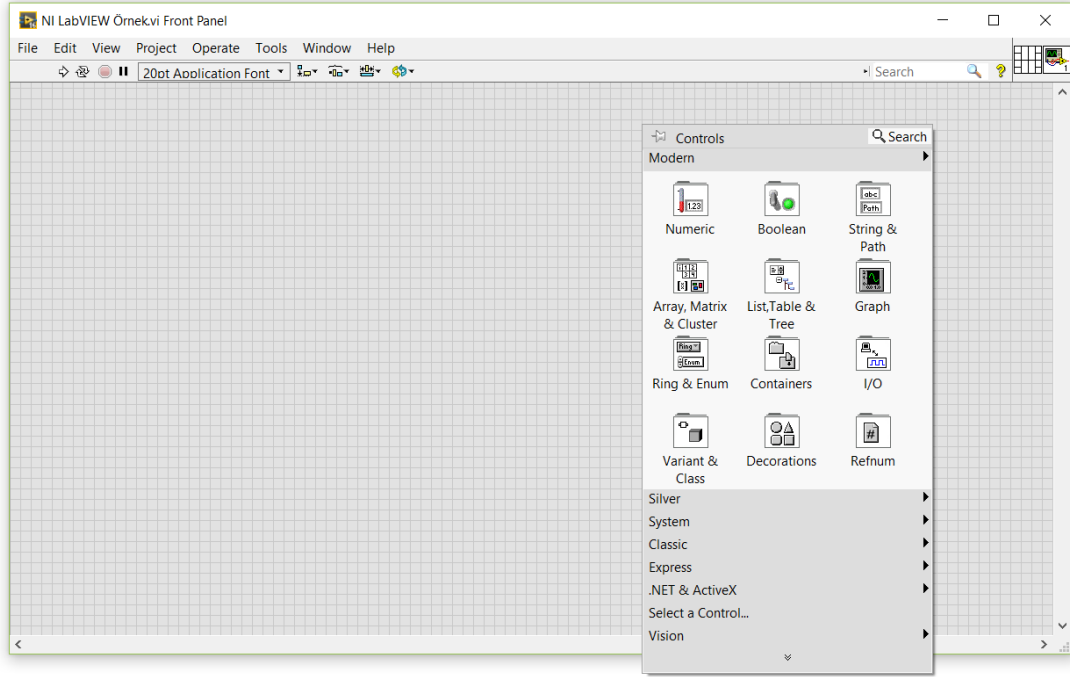 NI LabVIEW Örnek.vi Front Panel
File Edit View Project Operate Tools Window Help
20pt Application Font
Search
Controls
Search
Modern
Numeric
Boolean
String &
Path
Array, Matrix
& Cluster
List,Table &
Tree
Graph
Ring & Enum
Containers
I/O
Variant &
Class
Decorations
Refnum
Silver
System
Classic
Express
.NET & ActiveX
Select a Control...
Vision